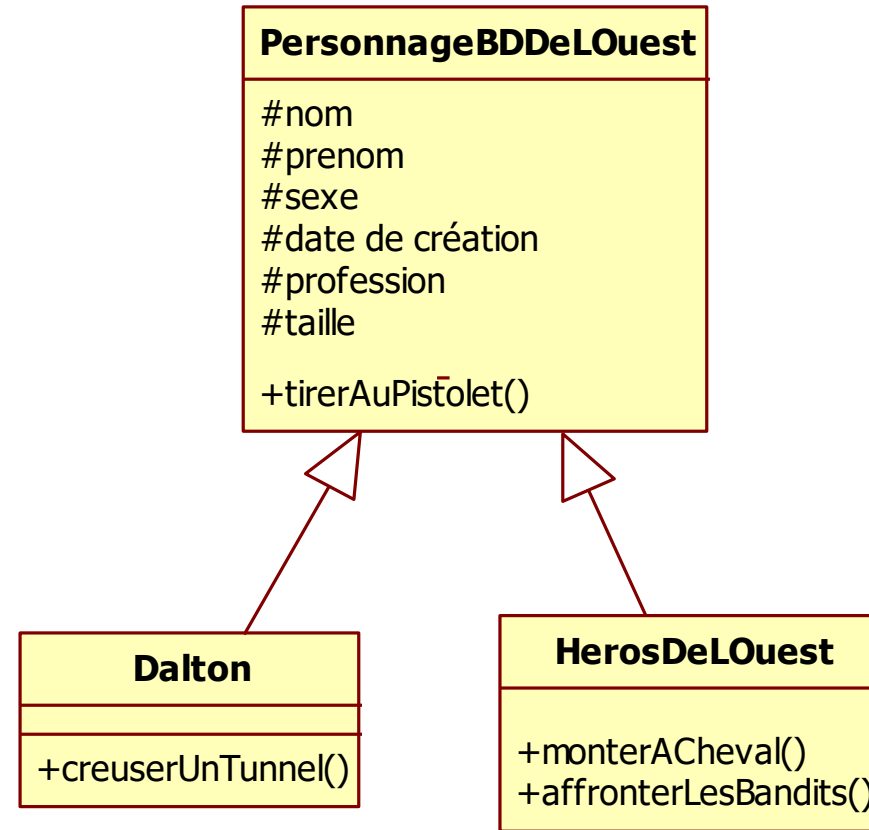 PersonnageBDDeLOuest
#nom
#prenom
#sexe
#date de création
#profession
#taille
+tirerAuPistolet()
Dalton
+creuserUnTunnel()
HerosDeLOuest
+monterACheval()
+affronterLesBandits()